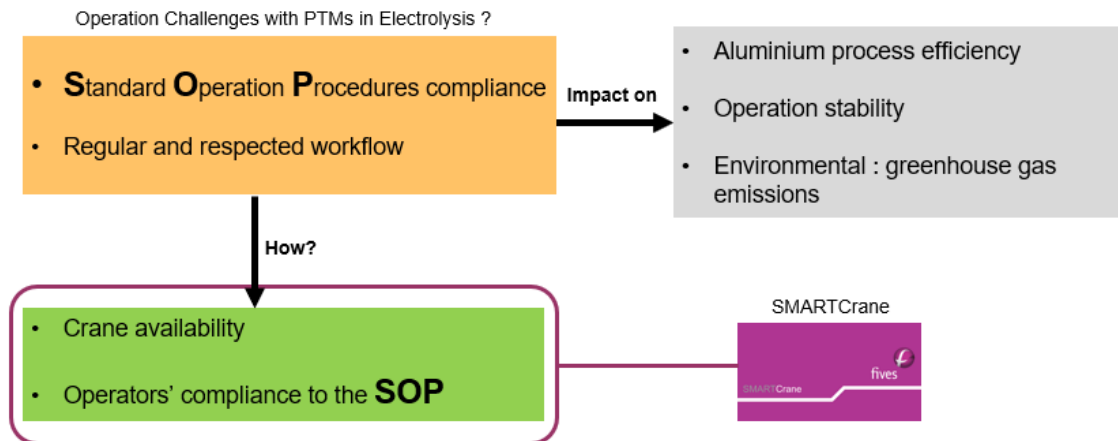 Operation Challenges with PTMs in Electrolysis ?
• Standard Operation Procedures compliance
• Regular and respected workflow
Impact on
• Aluminium process efficiency
• Operation stability
• Environmental : greenhouse gas
emissions
How?
• Crane availability
• Operators' compliance to the SOP
SMARTCrane
fives
SMARTCrane